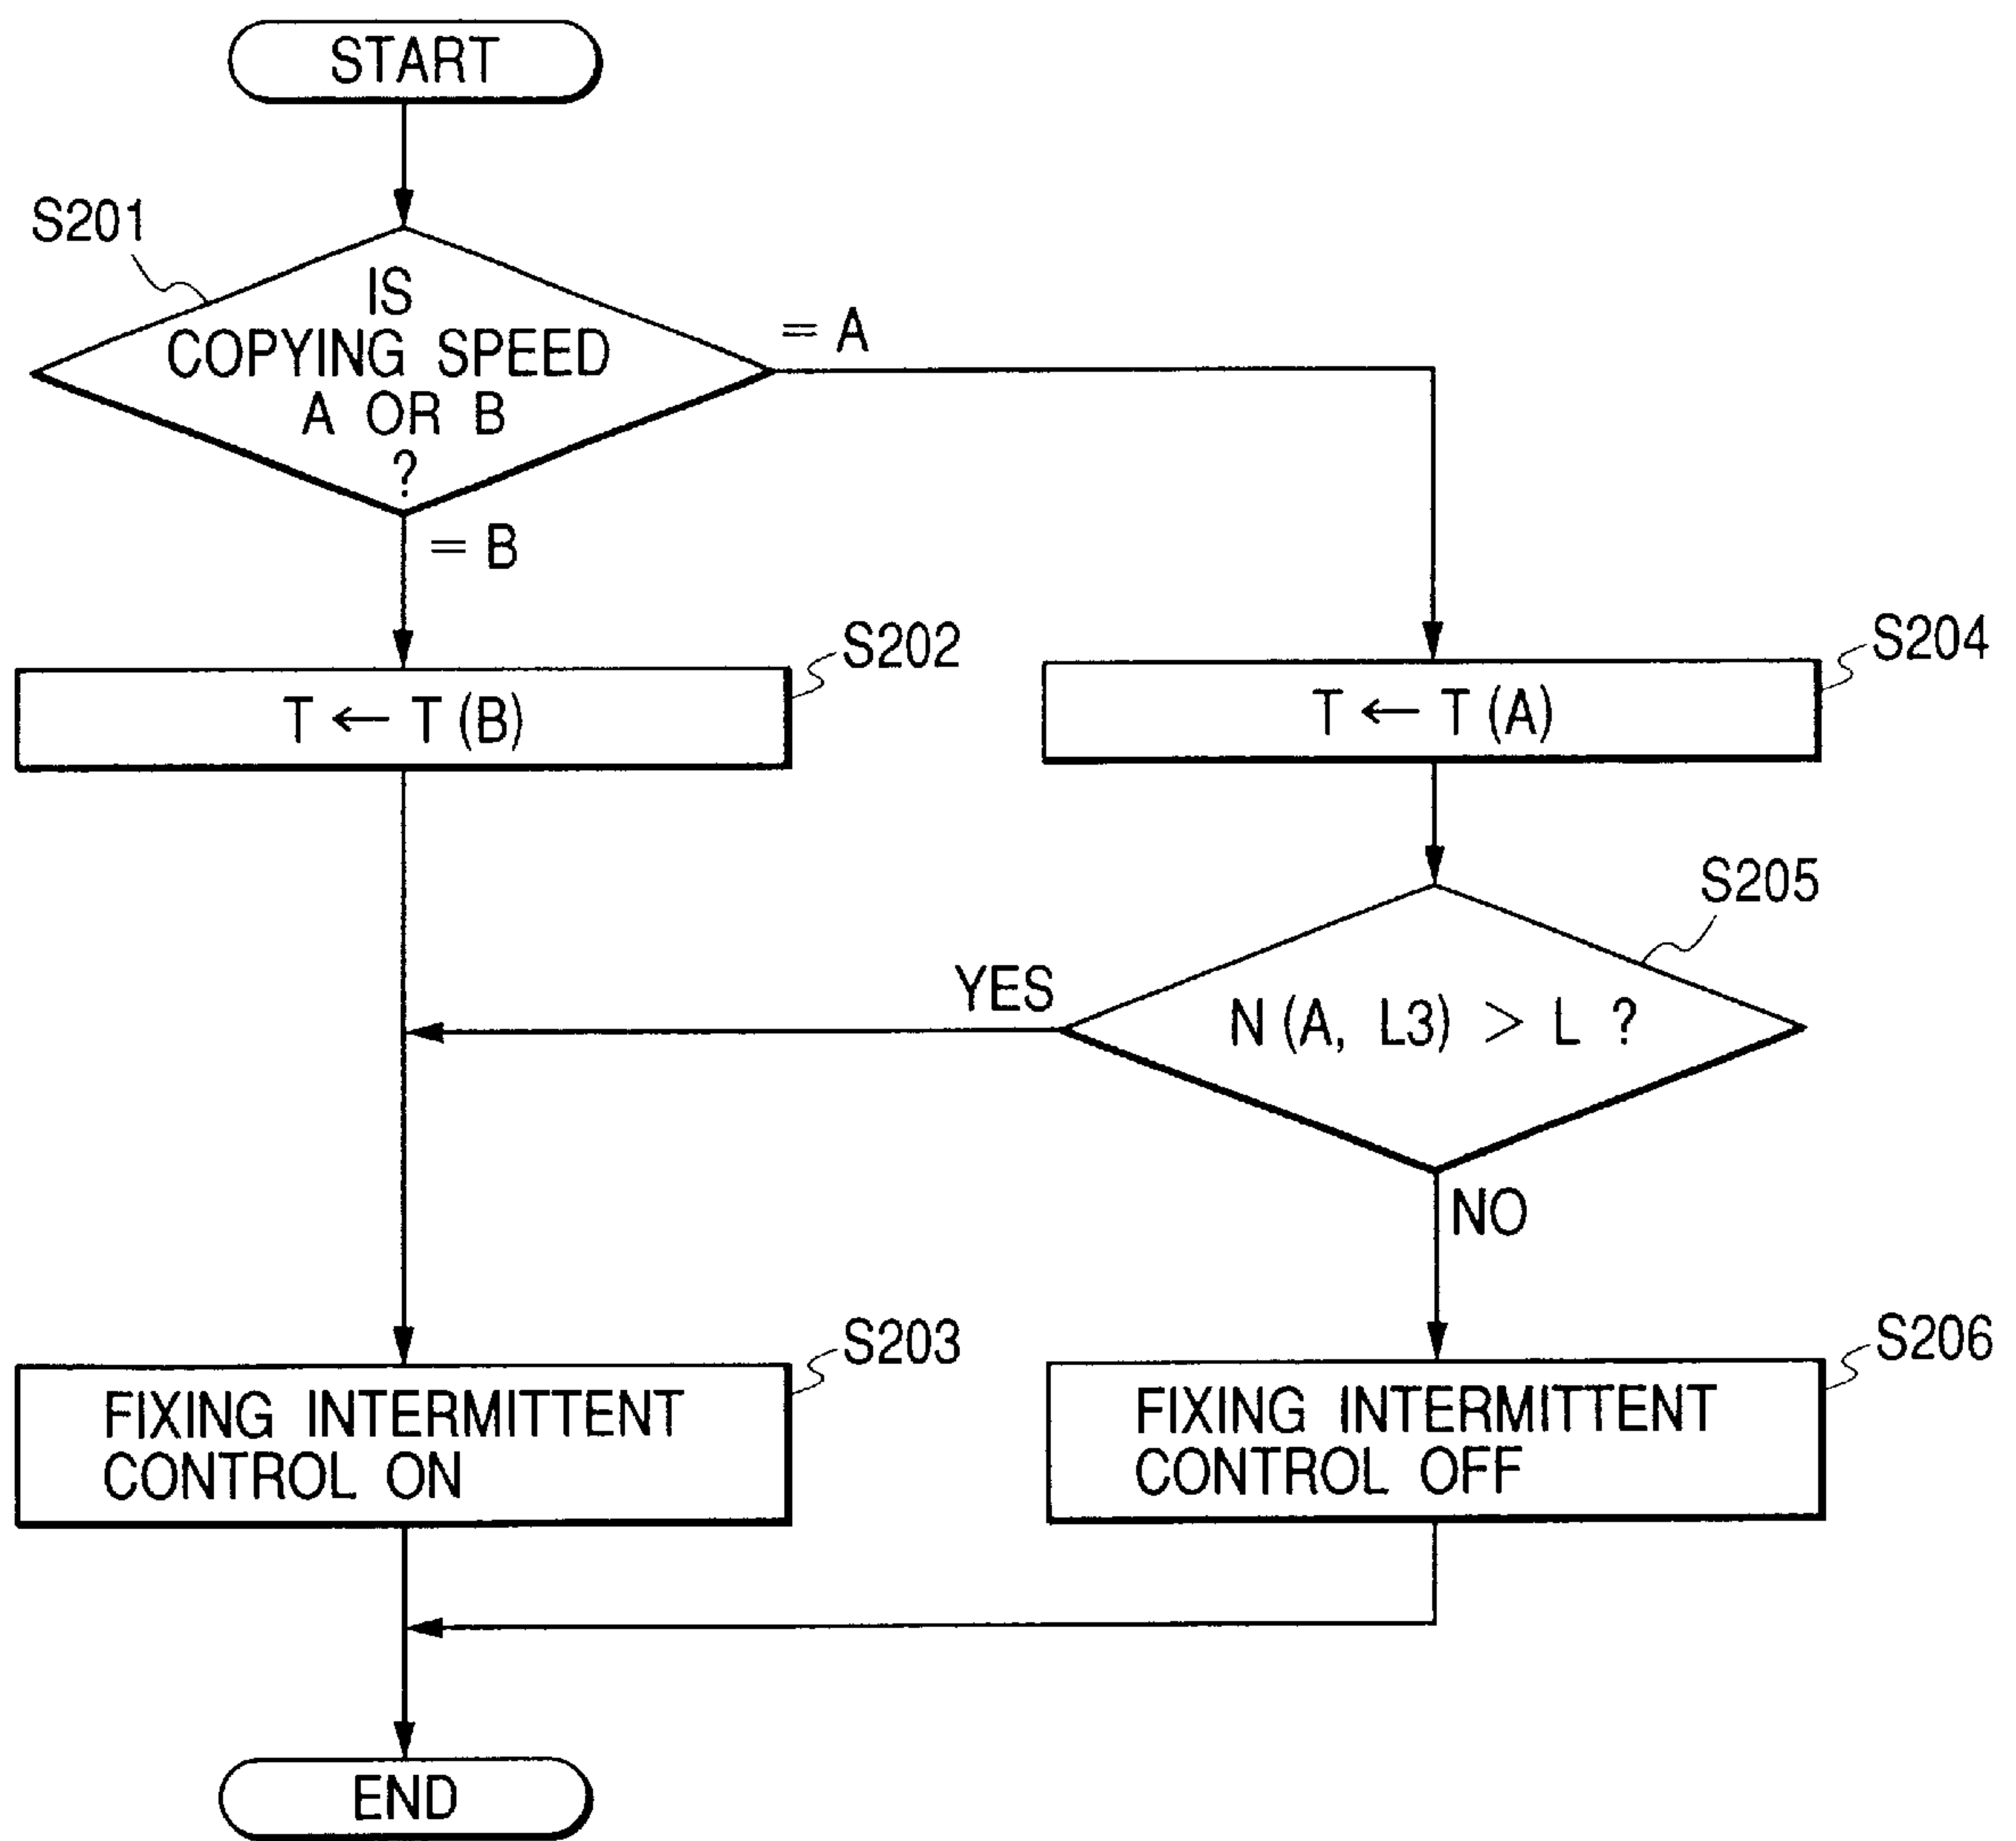 START
S201
IS
COPYING SPEED
A OR B
?
= A
= B
S202
T ← T (B)
S204
T ← T (A)
S205
YES
N (A, L3) > L ?
NO
S203
FIXING INTERMITTENT
CONTROL ON
S206
FIXING INTERMITTENT
CONTROL OFF
END